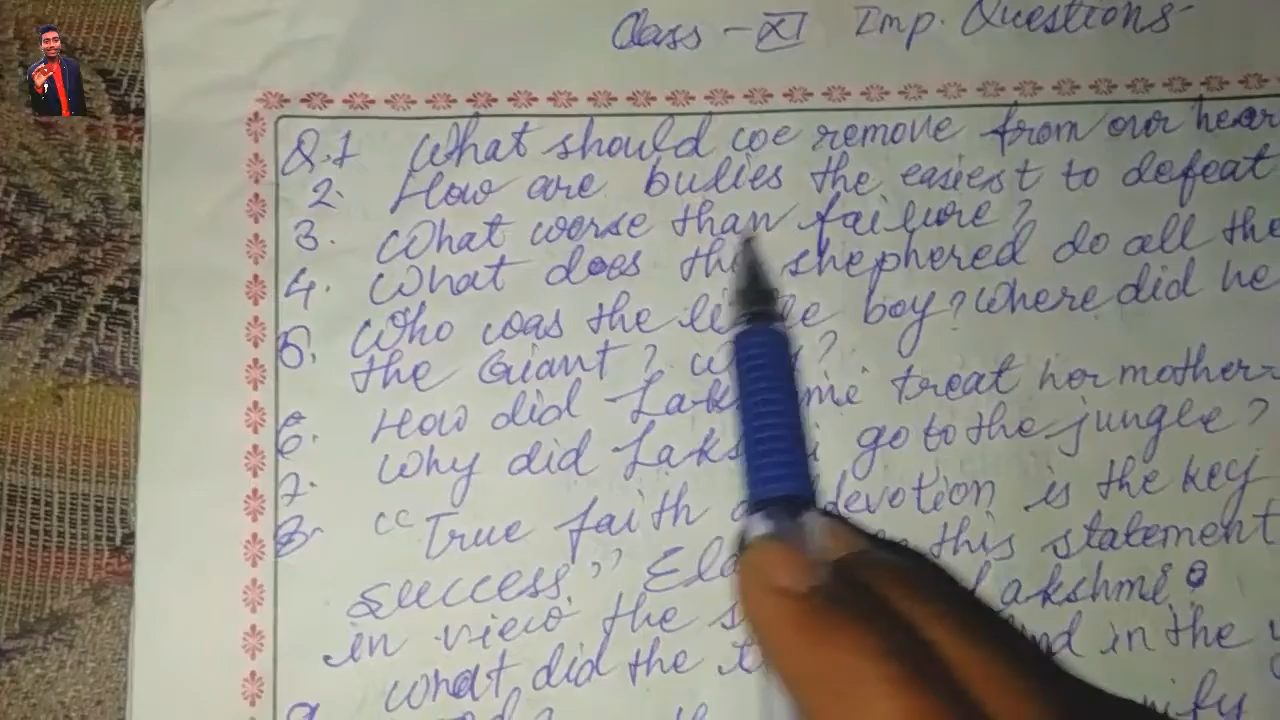 Class - XI Imp. Questions
Q.1 What should we remove from our hear
2. How are bulies the easiest to defeat
3. What worse than failure?
4. What does the shephered do all the
5. Who was the boy? Where did he
the Giant?
6. How did treat her mother-
7. Why did go to the jungle?
8. "True faith devotion is the key
success" this statement
in view the Lakshme
what did the in the